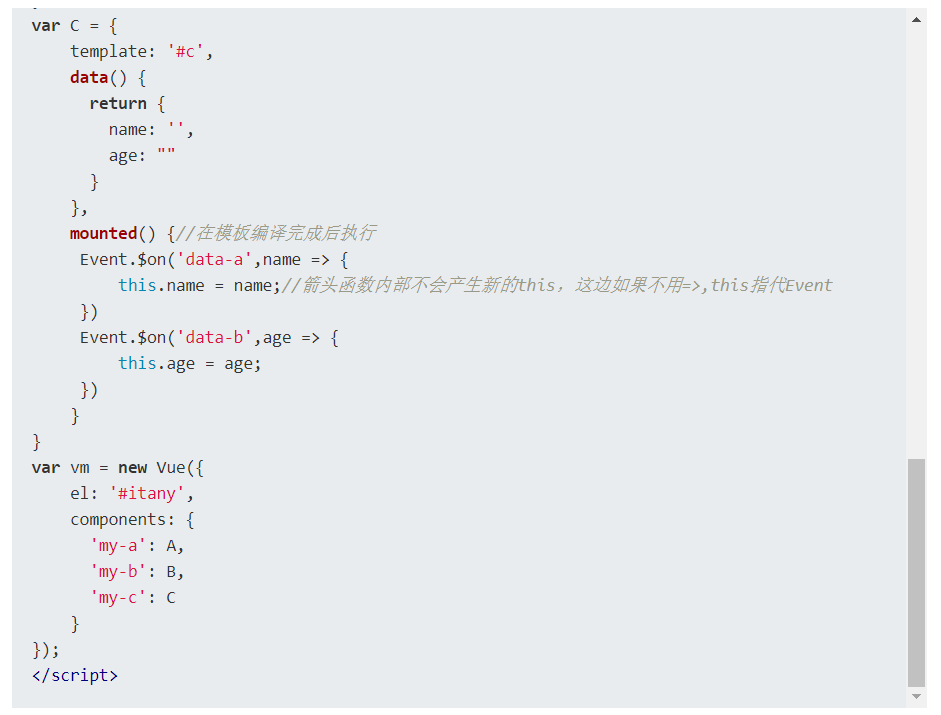 var C = {
    template: '#c',
    data() {
      return {
        name: '',
        age: ""
      }
    },
    mounted() {//在模板编译完成后执行
     Event.$on('data-a',name => {
         this.name = name;//箭头函数内部不会产生新的this，这边如果不用=>,this指代Event
     })
     Event.$on('data-b',age => {
         this.age = age;
     })
    }
}
var vm = new Vue({
    el: '#itany',
    components: {
      'my-a': A,
      'my-b': B,
      'my-c': C
    }
});
</script>